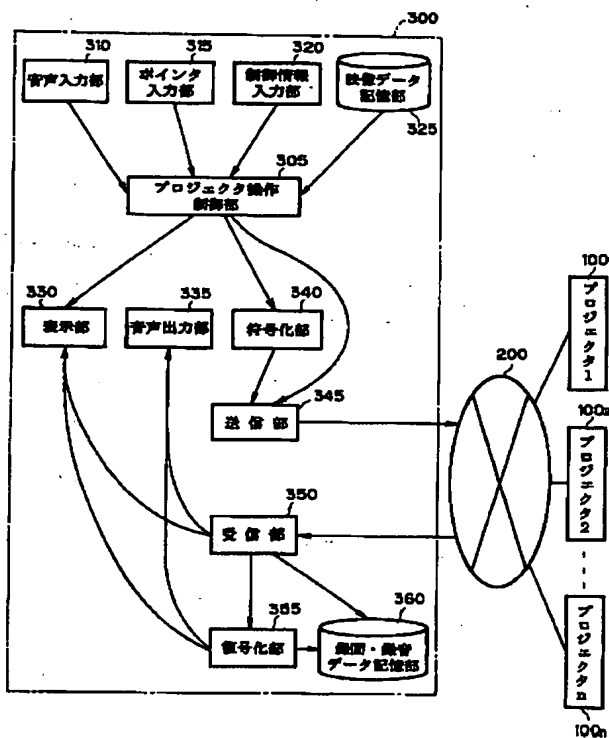 300
310
315
320
音声入力部
ポインタ
入力部
制御情報
入力部
映像データ
記憶部
325
305
プロジェクタ操作
制御部
330
335
340
表示部
音声出力部
符号化部
送信部
345
350
受信部
355
復号化部
360
録画・録音
データ記憶部
200
100
プロジェクタ1
100a
プロジェクタ2
プロジェクタn
100n